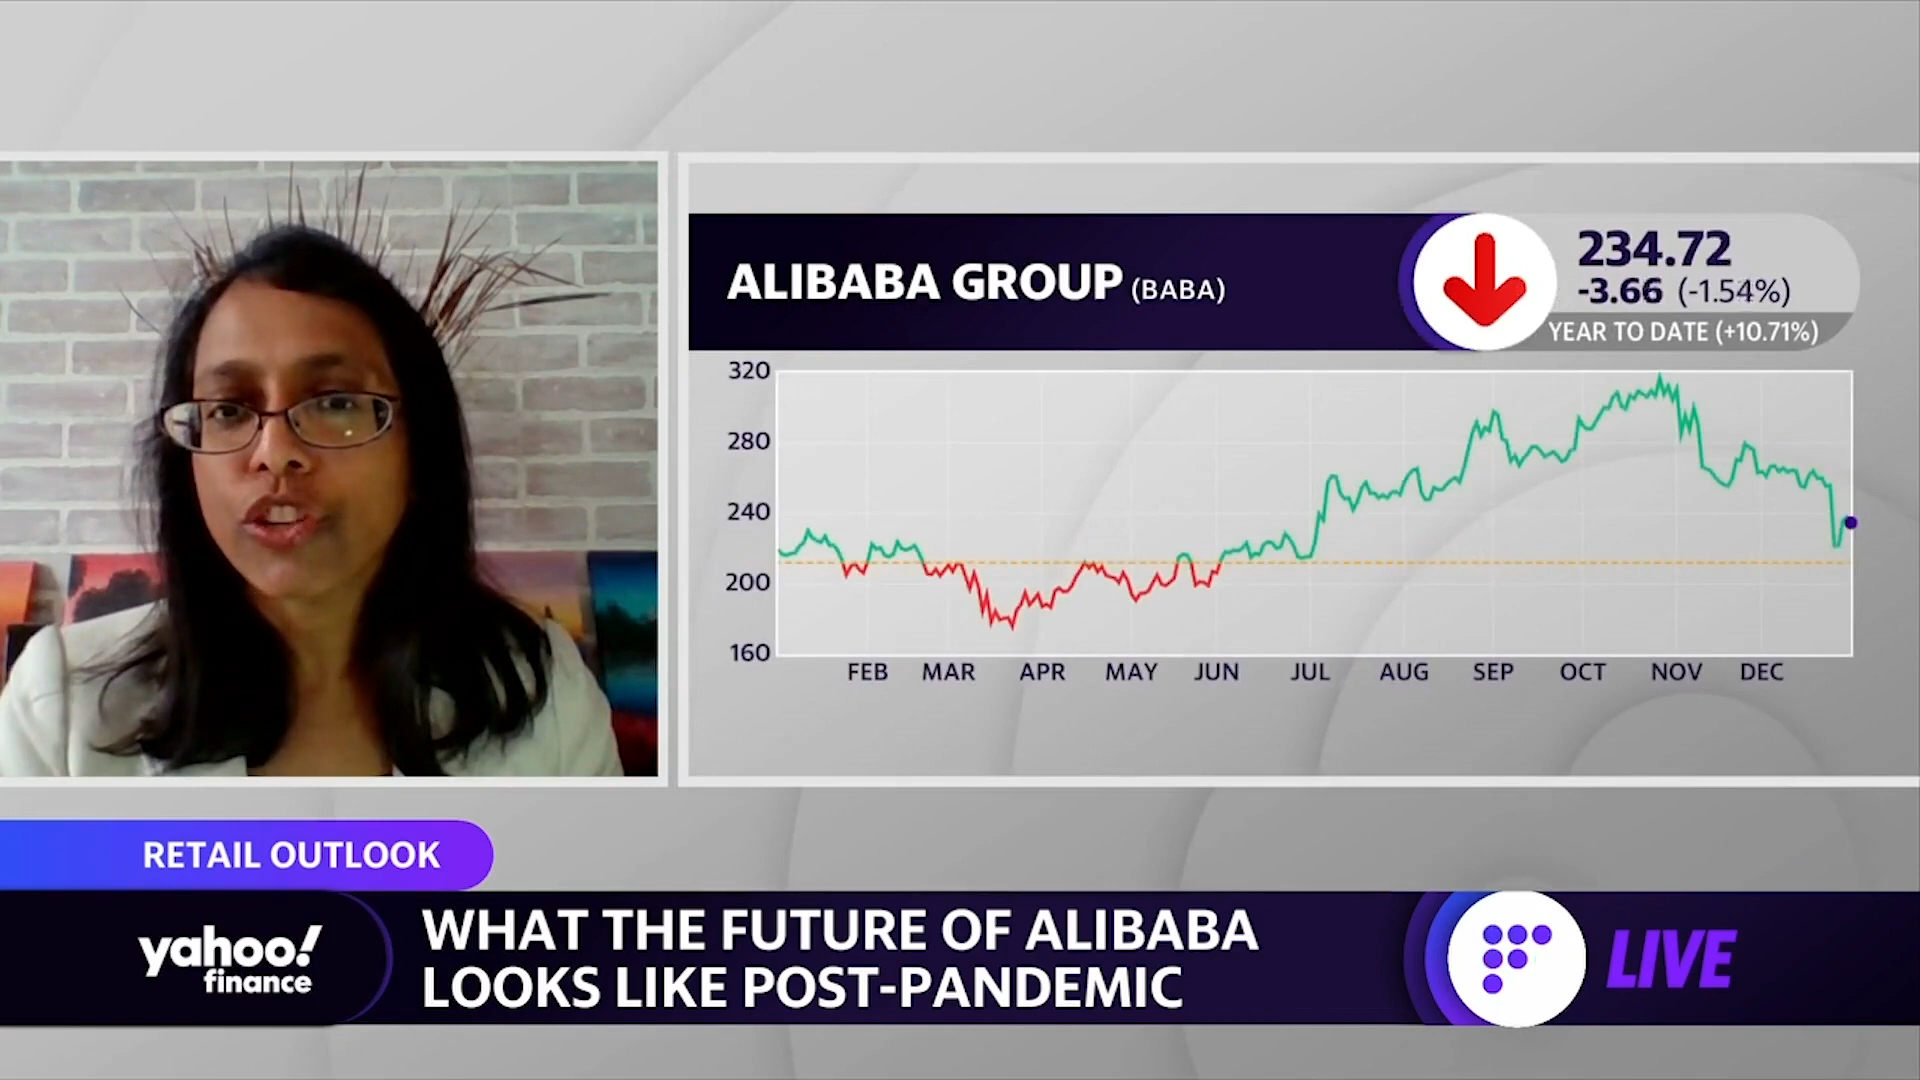 ALIBABA GROUP (BABA)
234.72
-3.66 (-1.54%)
YEAR TO DATE (+10.71%)
320
280
240
200
160
FEB MAR APR MAY JUN JUL AUG SEP OCT NOV DEC
RETAIL OUTLOOK
yahoo!
finance
WHAT THE FUTURE OF ALIBABA
LOOKS LIKE POST-PANDEMIC
LIVE